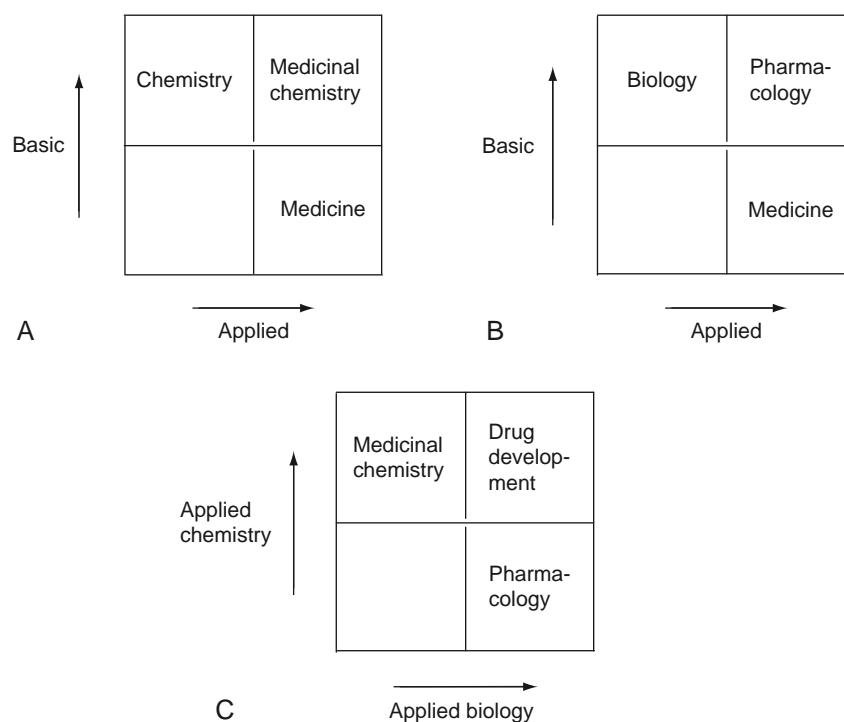 Chemistry
Medicinal
chemistry
Basic
Medicine
A
Applied
Biology
Pharma-
cology
Basic
Medicine
B
Applied
Medicinal
chemistry
Drug
develop-
ment
Applied
chemistry
Pharma-
cology
C
Applied biology